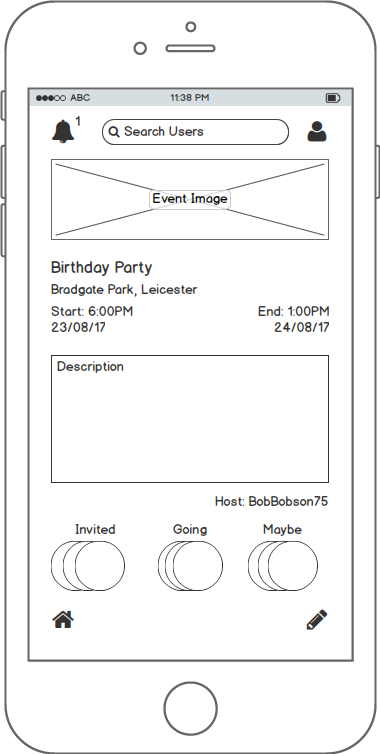 ABC 11:38 PM
1
Search Users
Event Image
Birthday Party
Bradgate Park, Leicester
Start: 6:00PM End: 1:00PM
23/08/17 24/08/17
Description
Host: BobBobson75
Invited Going Maybe